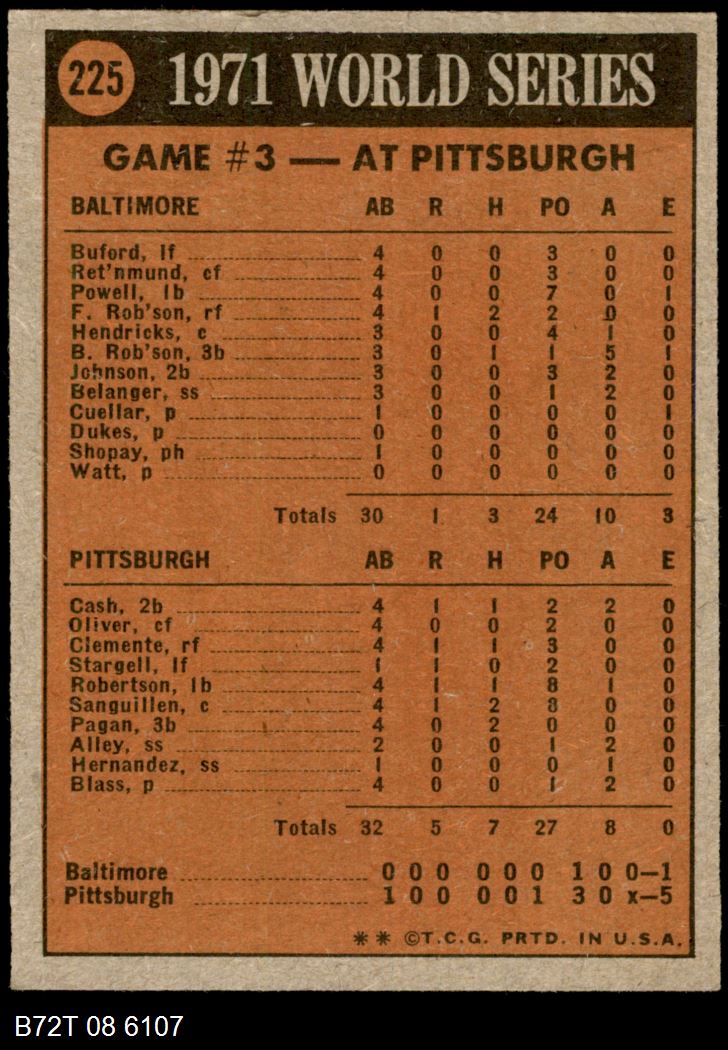 225 1971 WORLD SERIES
GAME #3 — AT PITTSBURGH
BALTIMORE AB R H PO A E
Buford, lf 4 0 0 3 0 0
Ret'nmund, cf 4 0 0 3 0 0
Powell, 1b 4 0 0 7 0 1
F. Rob'son, rf 4 1 2 2 0 0
Hendricks, c 3 0 0 4 1 0
B. Rob'son, 3b 3 0 1 1 5 1
Johnson, 2b 3 0 0 3 2 0
Belanger, ss 3 0 0 1 2 0
Cuellar, p 1 0 0 0 0 1
Dukes, p 0 0 0 0 0 0
Shopay, ph 1 0 0 0 0 0
Watt, p 0 0 0 0 0 0
Totals 30 1 3 24 10 3
PITTSBURGH AB R H PO A E
Cash, 2b 4 1 1 2 2 0
Oliver, cf 4 0 0 2 0 0
Clemente, rf 4 1 1 3 0 0
Stargell, lf 1 1 0 2 0 0
Robertson, 1b 4 1 1 8 1 0
Sanguillen, c 4 1 2 8 0 0
Pagan, 3b 4 0 2 0 0 0
Alley, ss 2 0 0 1 2 0
Hernandez, ss 1 0 0 0 1 0
Blass, p 4 0 0 1 2 0
Totals 32 5 7 27 8 0
Baltimore 0 0 0 0 0 0 1 0 0—1
Pittsburgh 1 0 0 0 0 1 3 0 x—5
** ©T.C.G. PRTD. IN U.S.A.
B72T 08 6107